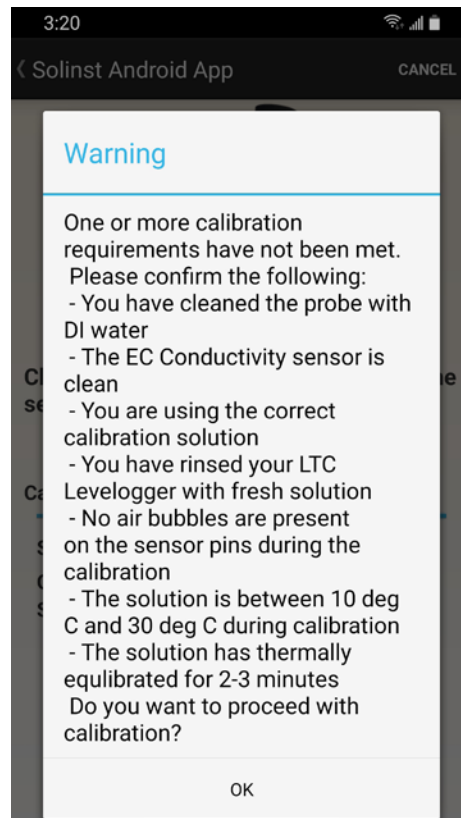 3:20
Solinst Android App
CANCEL
Warning
One or more calibration
requirements have not been met.
Please confirm the following:
- You have cleaned the probe with
DI water
- The EC Conductivity sensor is
clean
- You are using the correct
calibration solution
- You have rinsed your LTC
Levelogger with fresh solution
- No air bubbles are present
on the sensor pins during the
calibration
- The solution is between 10 deg
C and 30 deg C during calibration
- The solution has thermally
equlibrated for 2-3 minutes
Do you want to proceed with
calibration?
OK